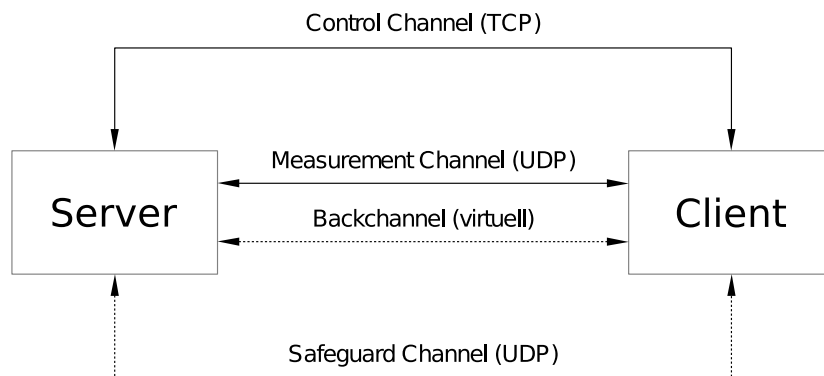 Control Channel (TCP)
Measurement Channel (UDP)
Server
Backchannel (virtuell)
Client
Safeguard Channel (UDP)